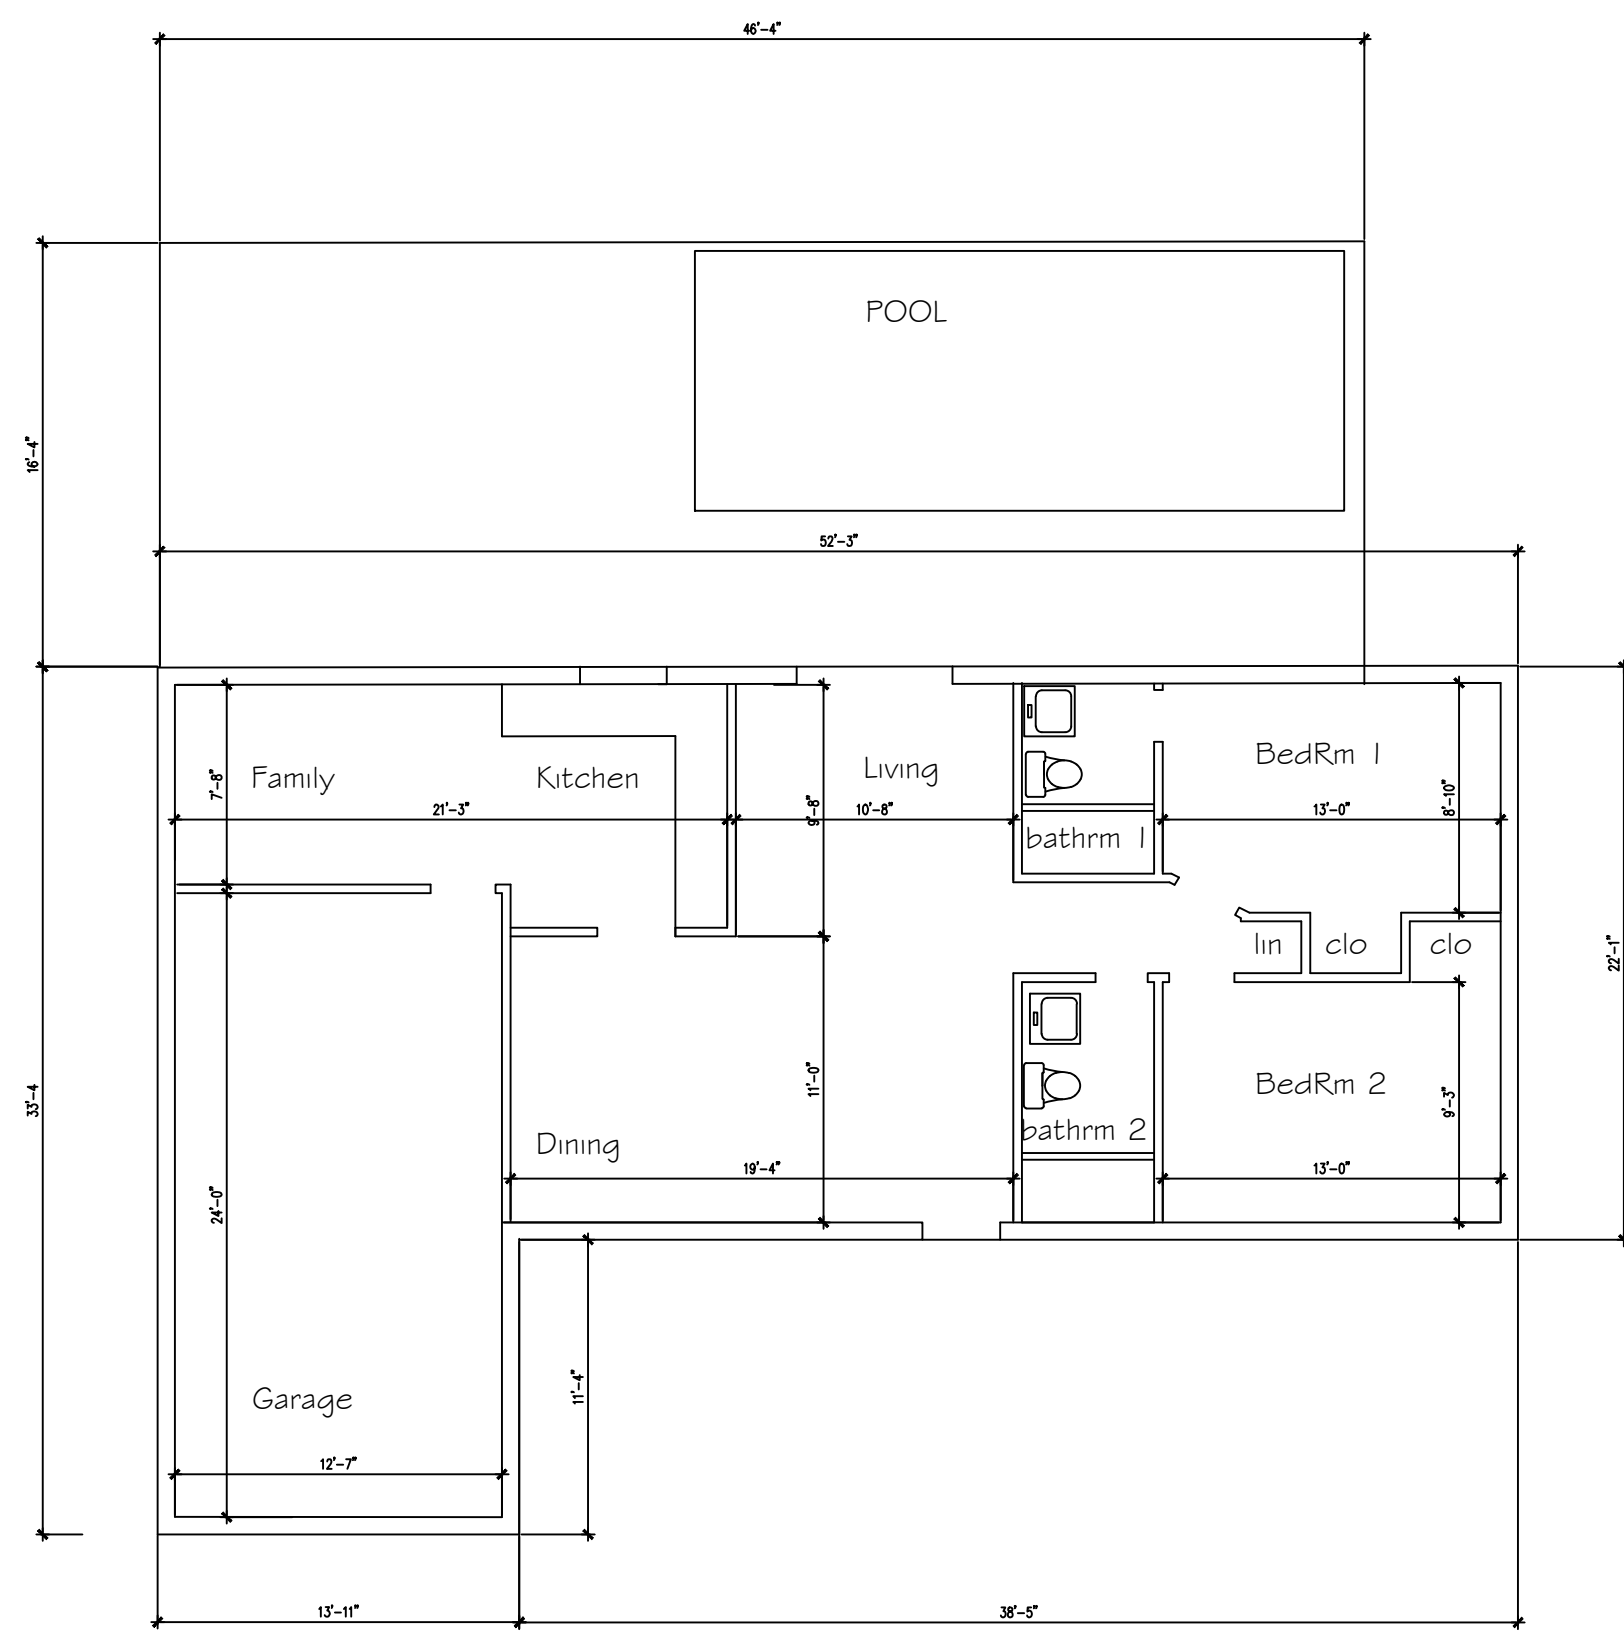 46'-4"
POOL
16'-4"
52'-3"
Family
Kitchen
Living
BedRm 1
7'-8"
21'-3"
9'-8"
10'-8"
13'-0"
8'-10"
bathrm 1
lin
clo
clo
22'-1"
33'-4
11'-0"
BedRm 2
9'-3"
Dining
bathrm 2
19'-4"
13'-0"
24'-0"
Garage
11'-4"
12'-7"
13'-11"
38'-5"